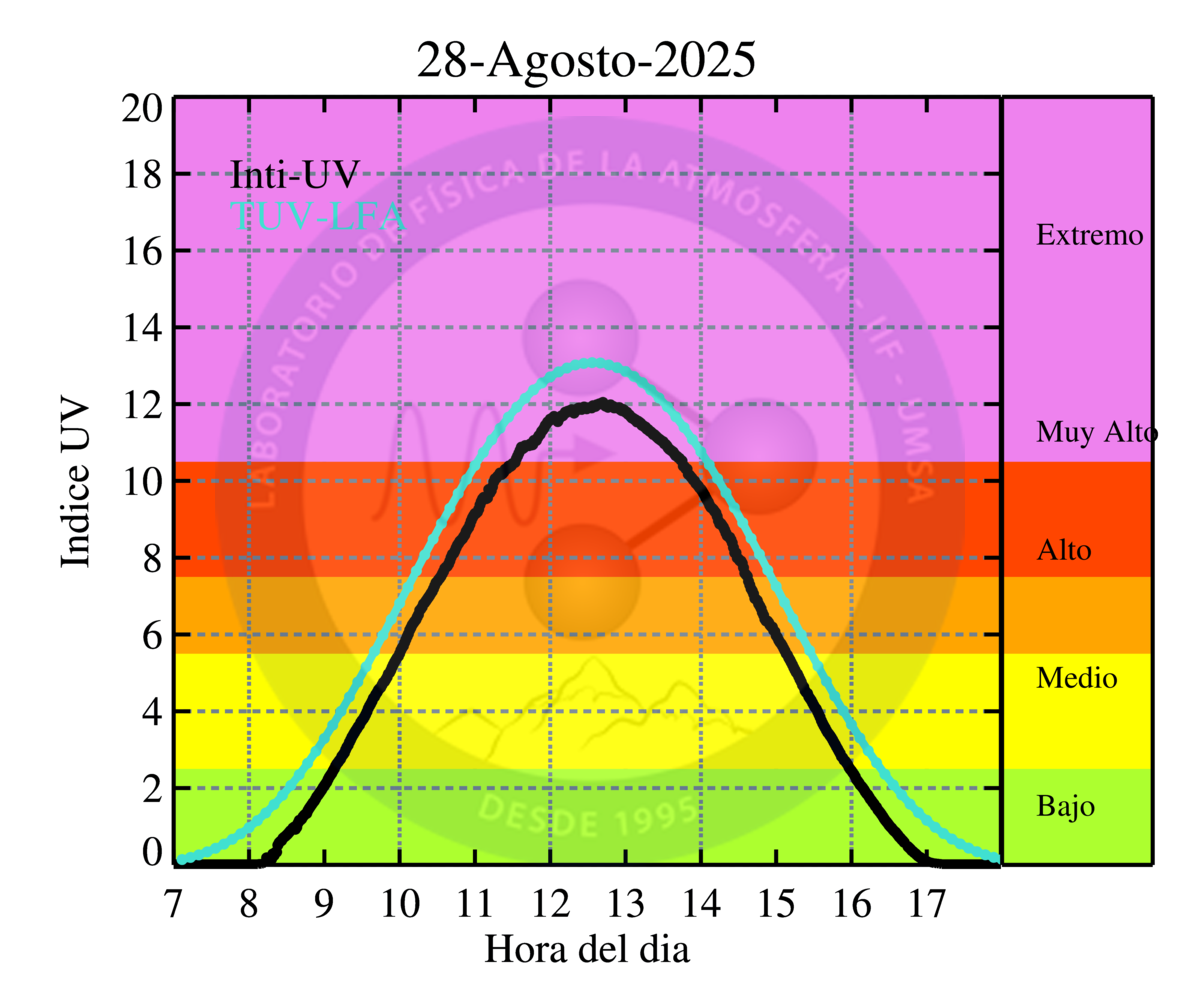 28-Agosto-2025
Indice UV
20
18
16
14
12
10
8
6
4
2
0
Inti-UV
TUV-LFA
LABORATORIO DE FÍSICA DE LA ATMÓSFERA - IIF - UMSA
DESDE 1995
Extremo
Muy Alto
Alto
Medio
Bajo
7 8 9 10 11 12 13 14 15 16 17
Hora del dia